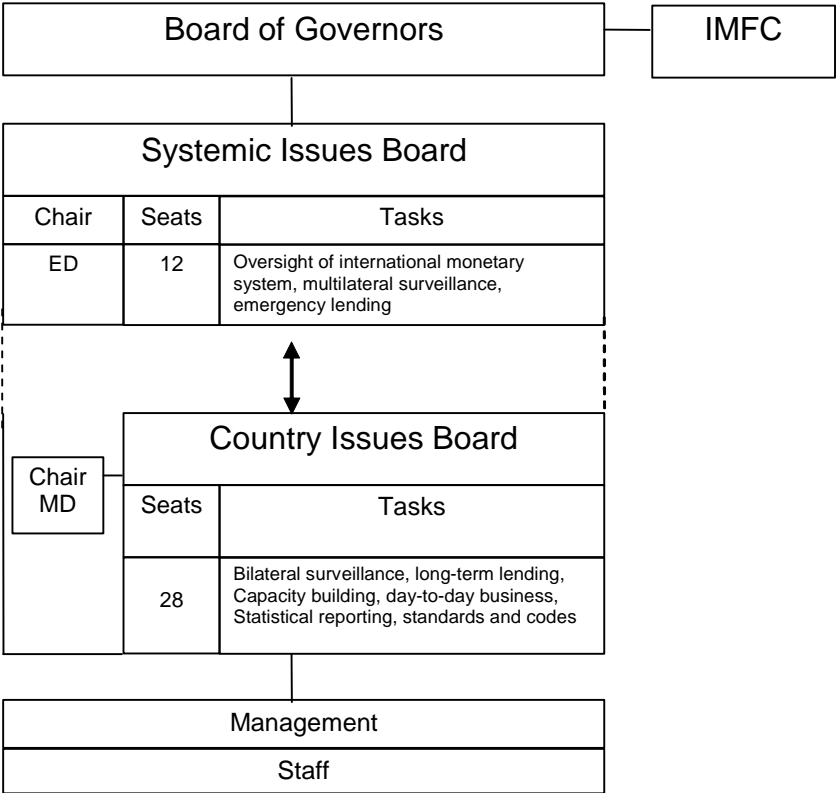 Board of Governors
IMFC
Systemic Issues Board
Chair
Seats
Tasks
ED
12
Oversight of international monetary
system, multilateral surveillance,
emergency lending
Country Issues Board
Chair
MD
Seats
Tasks
28
Bilateral surveillance, long-term lending,
Capacity building, day-to-day business,
Statistical reporting, standards and codes
Management
Staff